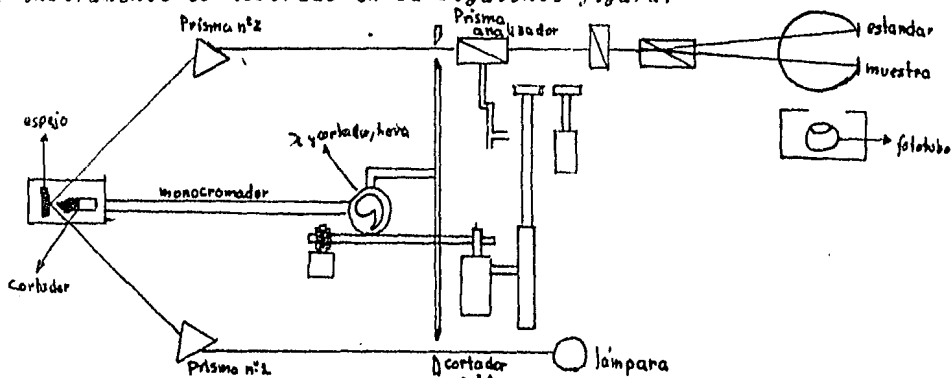 Prisma nº2
Prisma
analizador
estandar
muestra
espejo
fototubo
monocromador
cortador
Prisma nº1
cortador
lámpara